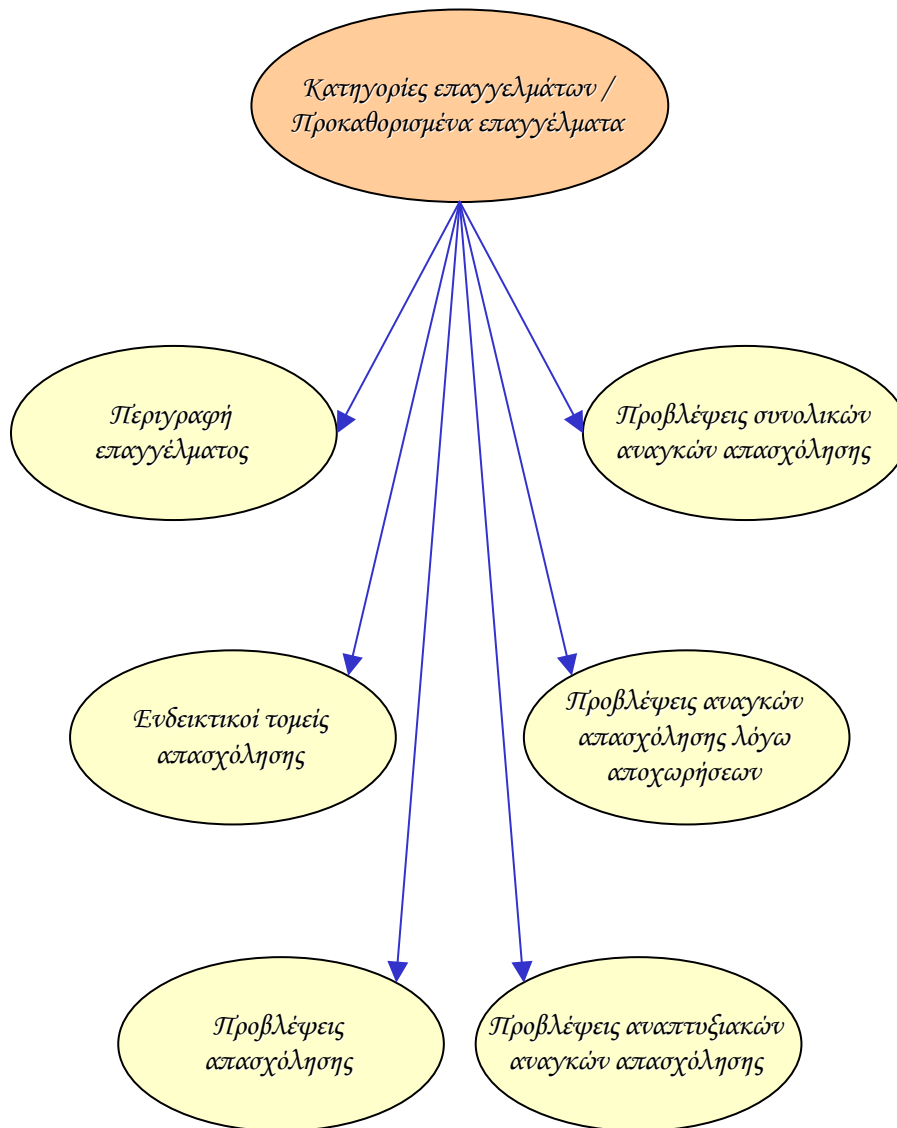 Κατηγορίες επαγγελμάτων /
Προκαθορισμένα επαγγέλματα
Περιγραφή
επαγγέλματος
Προβλέψεις συνολικών
αναγκών απασχόλησης
Ενδεικτικοί τομείς
απασχόλησης
Προβλέψεις αναγκών
απασχόλησης λόγω
αποχωρήσεων
Προβλέψεις
απασχόλησης
Προβλέψεις αναπτυξιακών
αναγκών απασχόλησης